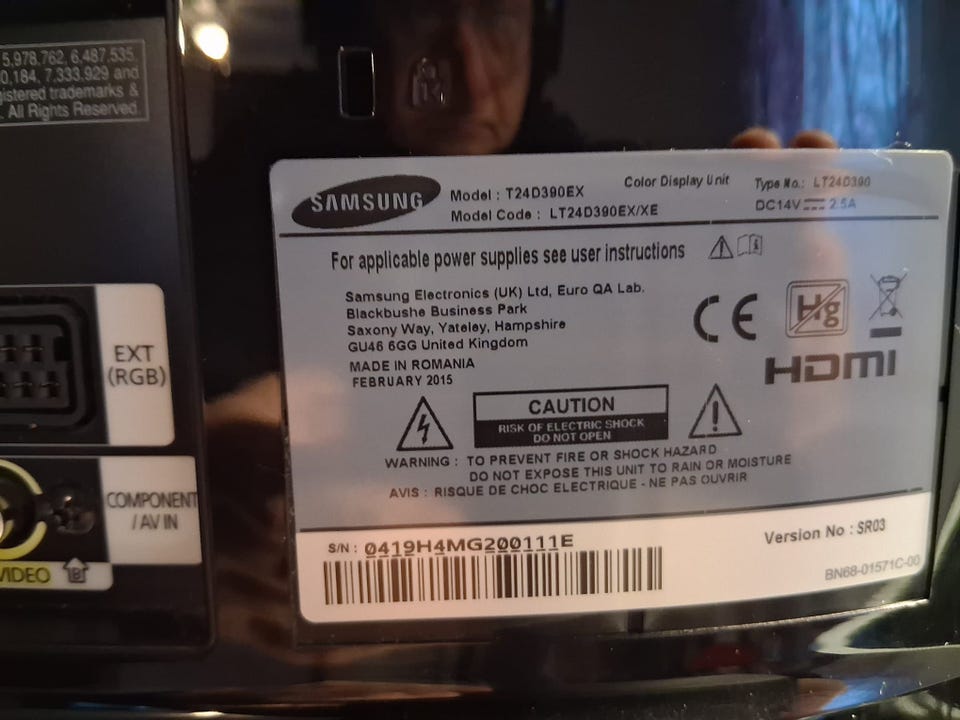 5,978,762, 6,487,535,
0,184, 7,333,929 and
gistered trademarks &
. All Rights Reserved.
SAMSUNG
Model : T24D390EX
Model Code : LT24D390EX/XE
Color Display Unit
Type No.: LT24D390
DC14V 2.5A
For applicable power supplies see user instructions
Samsung Electronics (UK) Ltd, Euro QA Lab.
Blackbushe Business Park
Saxony Way, Yateley, Hampshire
GU46 6GG United Kingdom
MADE IN ROMANIA
FEBRUARY 2015
CE
Hg
HDMI
CAUTION
RISK OF ELECTRIC SHOCK
DO NOT OPEN
WARNING : TO PREVENT FIRE OR SHOCK HAZARD
DO NOT EXPOSE THIS UNIT TO RAIN OR MOISTURE
AVIS : RISQUE DE CHOC ELECTRIQUE - NE PAS OUVRIR
S/N : 0419H4MG200111E
Version No : SR03
BN68-01571C-00
EXT
(RGB)
COMPONENT
/ AV IN
VIDEO B